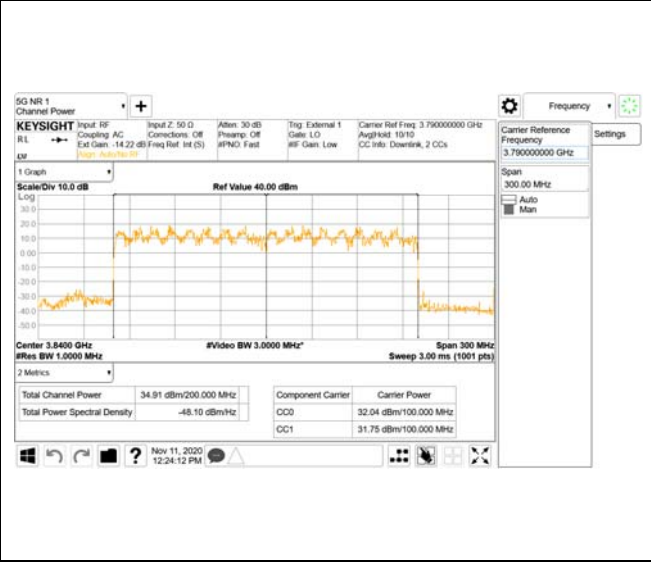 5G NR 1
Channel Power
Frequency
KEYSIGHT
RL
Input: RF
Coupling: AC
Ext Gain: -14.22 dB
Align: Auto/No RF
Input Z: 50 Ω
Corrections: Off
Freq Ref: Int (S)
Atten: 30 dB
Preamp: Off
#PNO: Fast
Trig: External 1
Gate: LO
#IF Gain: Low
Carrier Ref Freq: 3.790000000 GHz
Avg|Hold: 10/10
CC Info: Downlink, 2 CCs
Carrier Reference
Frequency
3.790000000 GHz
Settings
Span
300.00 MHz
Auto
Man
1 Graph
Scale/Div 10.0 dB
Ref Value 40.00 dBm
Log
30.0
20.0
10.0
0.00
-10.0
-20.0
-30.0
-40.0
-50.0
Center 3.8400 GHz
#Video BW 3.0000 MHz*
Span 300 MHz
#Res BW 1.0000 MHz
Sweep 3.00 ms (1001 pts)
2 Metrics
Total Channel Power 34.91 dBm/200.000 MHz
Total Power Spectral Density -48.10 dBm/Hz
Component Carrier Carrier Power
CC0 32.04 dBm/100.000 MHz
CC1 31.75 dBm/100.000 MHz
?
Nov 11, 2020
12:24:12 PM